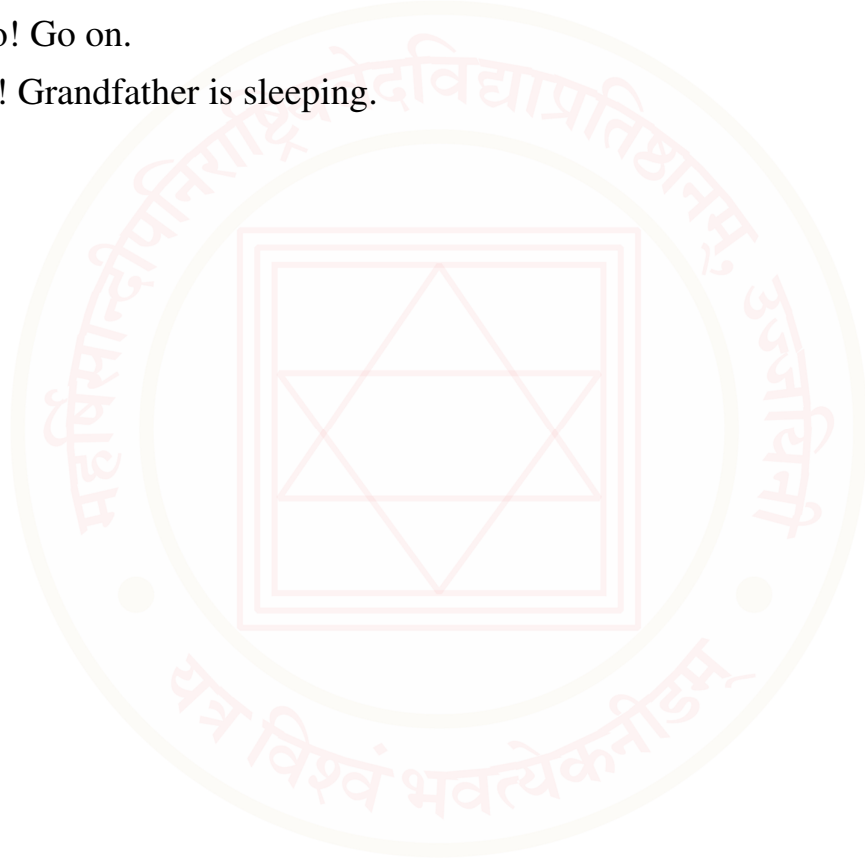 o! Go on.
! Grandfather is sleeping.
महर्षिसान्दीपनिराष्ट्रियवेदविद्याप्रतिष्ठानम्, उज्जयिनी
यत्र विश्वं भवत्येकनीडम्